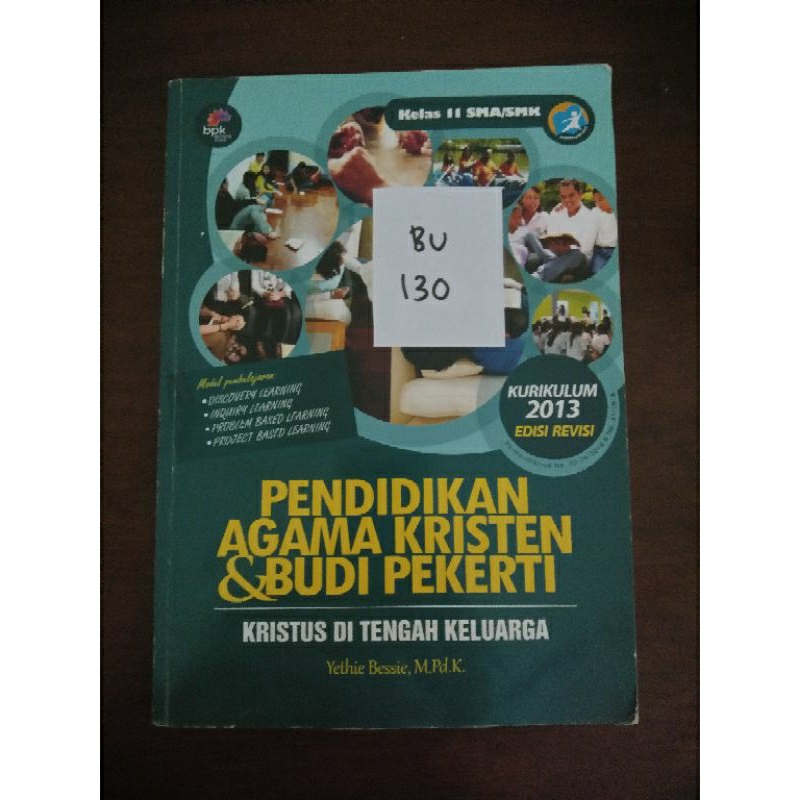 bpk
Kelas 11 SMA/SMK
BU
130
Model pembelajaran:
• DISCOVERY LEARNING
• INQUIRY LEARNING
• PROBLEM BASED LEARNING
• PROJECT BASED LEARNING
KURIKULUM
2013
EDISI REVISI
PENDIDIKAN
AGAMA KRISTEN
&BUDI PEKERTI
KRISTUS DI TENGAH KELUARGA
Yethie Bessie, M.Pd.K.